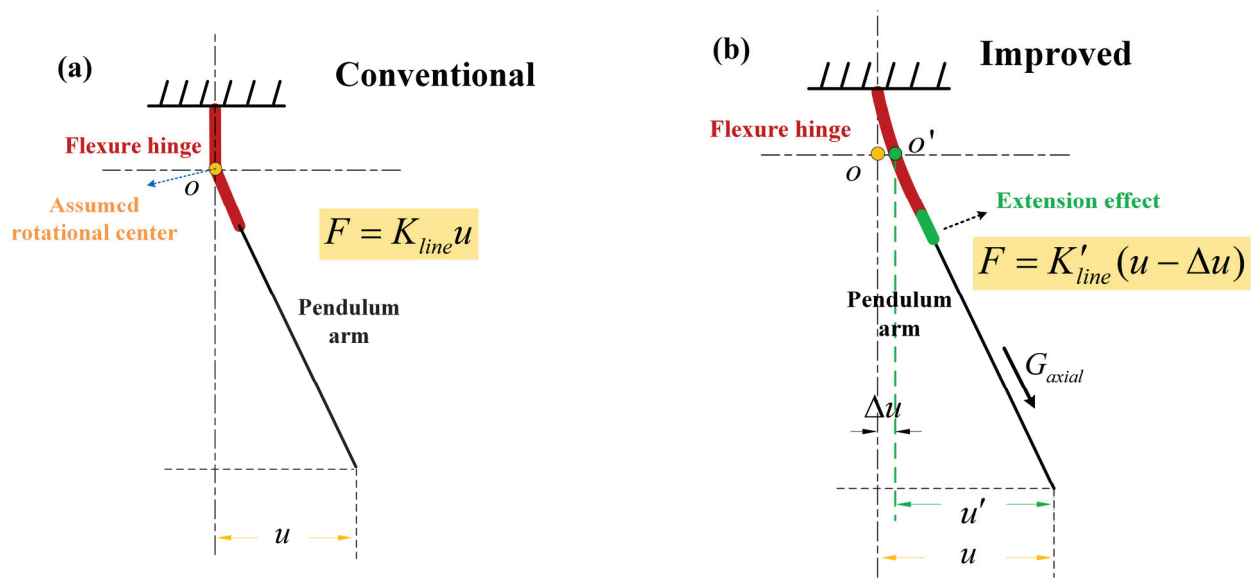 (a)
Conventional
Flexure hinge
O
Assumed
rotational center
F = K_line u
Pendulum
arm
u
(b)
Improved
Flexure hinge
O'
O
Extension effect
F = K'_line (u − Δu)
Pendulum
arm
G_axial
Δu
u'
u